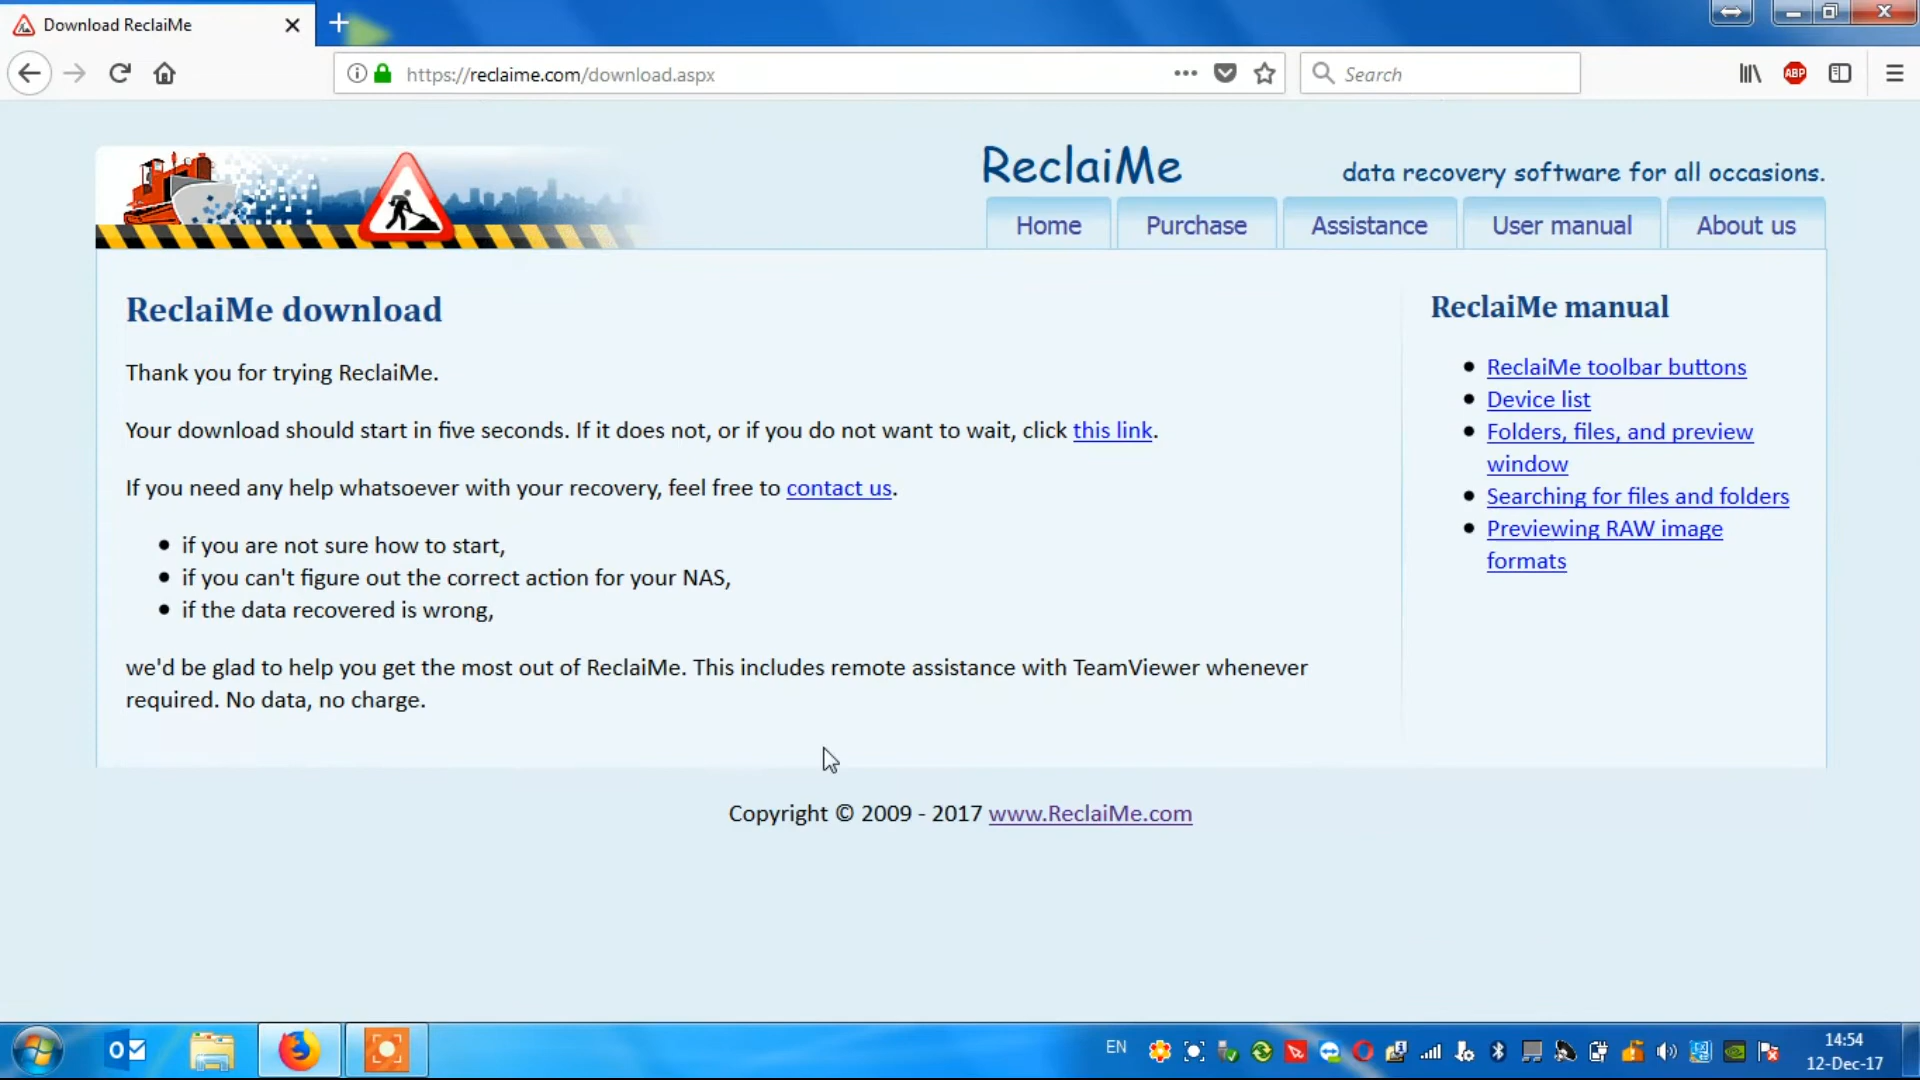 Download ReclaiMe
https://reclaime.com/download.aspx
Search
ABP
ReclaiMe
data recovery software for all occasions.
Home
Purchase
Assistance
User manual
About us
ReclaiMe download
Thank you for trying ReclaiMe.
Your download should start in five seconds. If it does not, or if you do not want to wait, click this link.
If you need any help whatsoever with your recovery, feel free to contact us.
if you are not sure how to start,
if you can't figure out the correct action for your NAS,
if the data recovered is wrong,
we'd be glad to help you get the most out of ReclaiMe. This includes remote assistance with TeamViewer whenever
required. No data, no charge.
ReclaiMe manual
ReclaiMe toolbar buttons
Device list
Folders, files, and preview
window
Searching for files and folders
Previewing RAW image
formats
Copyright © 2009 - 2017 www.ReclaiMe.com
EN
14:54
12-Dec-17